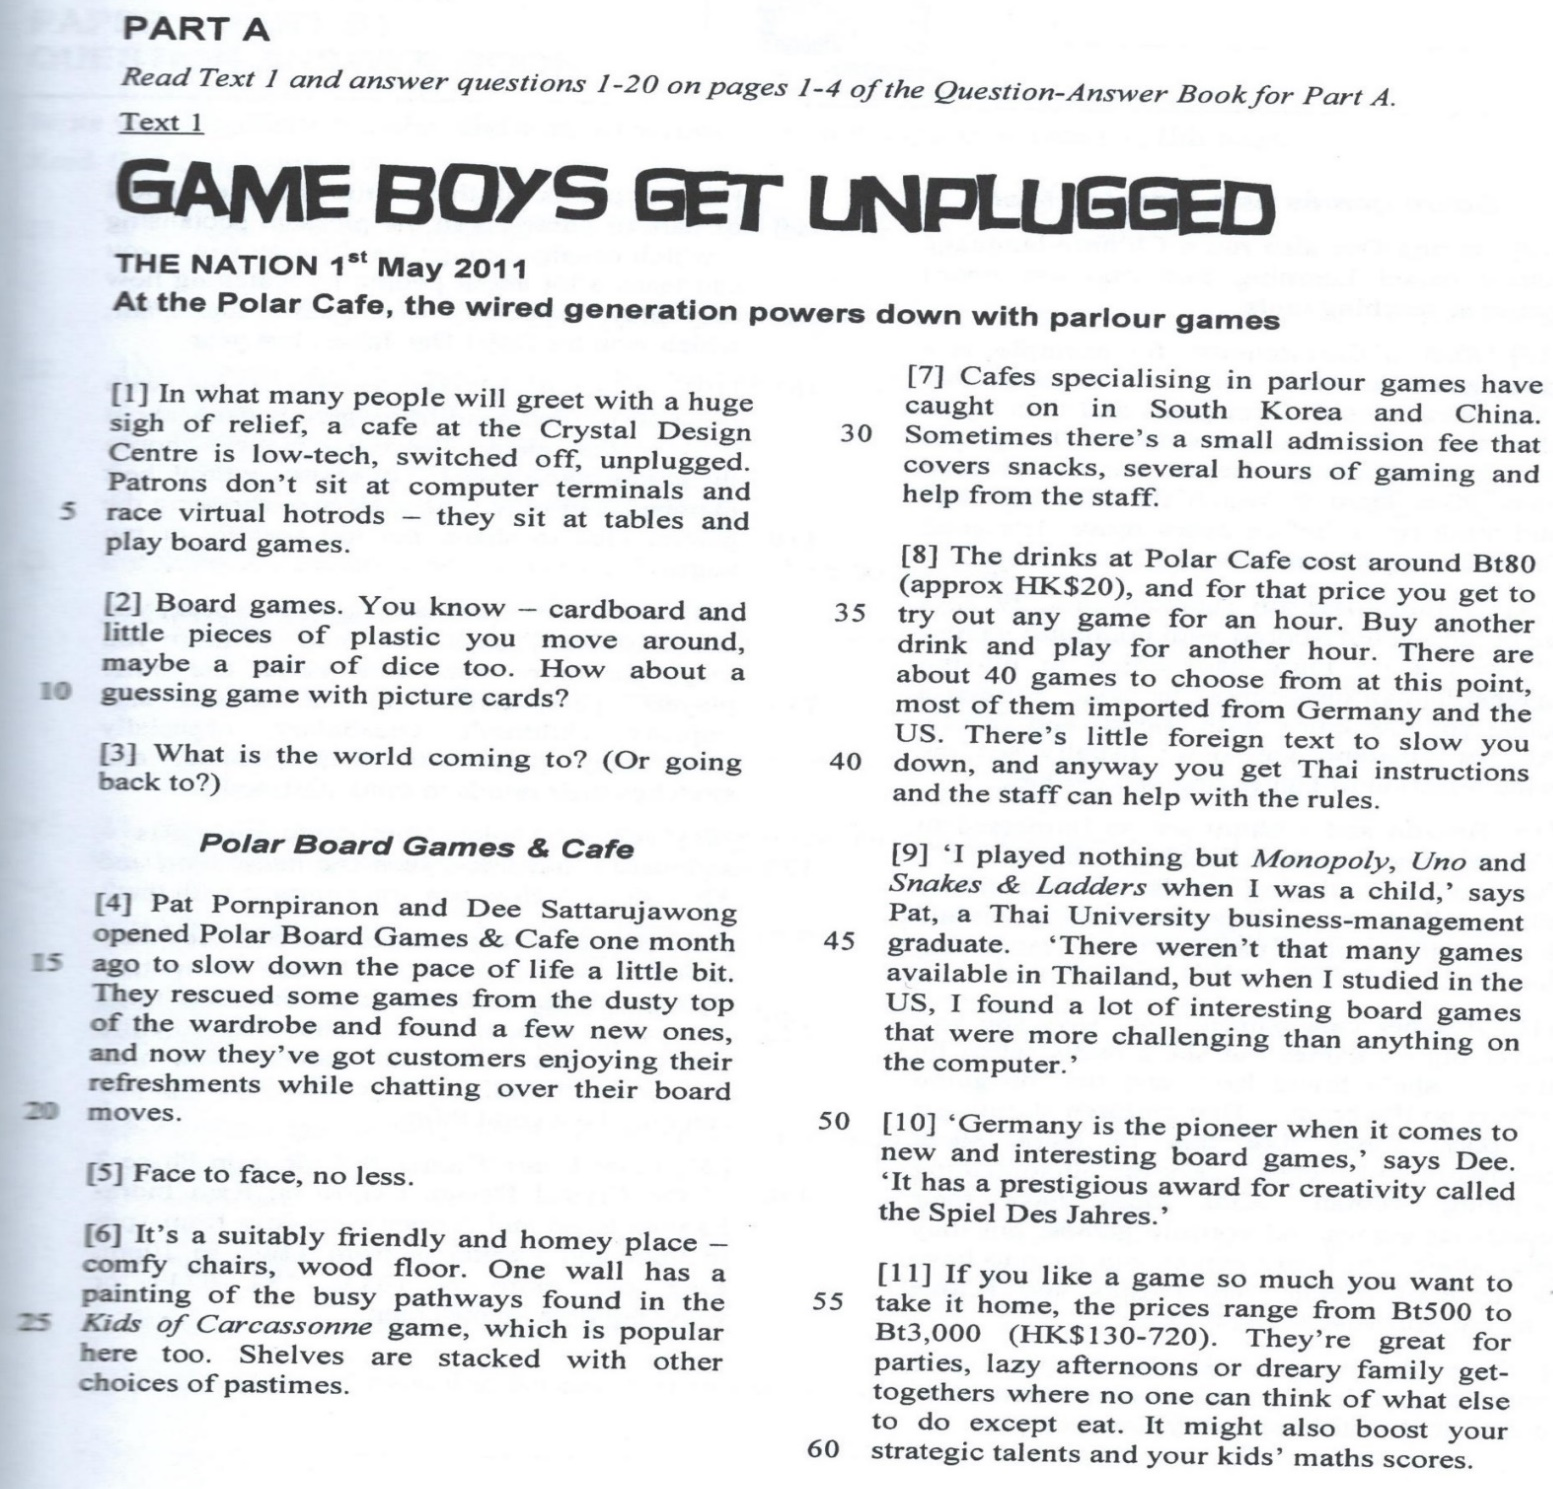 PART A
Read Text 1 and answer questions 1-20 on pages 1-4 of the Question-Answer Book for Part A.
Text 1
GAME BOYS GET UNPLUGGED
THE NATION 1st May 2011
At the Polar Cafe, the wired generation powers down with parlour games
[1] In what many people will greet with a huge
sigh of relief, a cafe at the Crystal Design
Centre is low-tech, switched off, unplugged.
Patrons don't sit at computer terminals and
5 race virtual hotrods – they sit at tables and
play board games.
[2] Board games. You know – cardboard and
little pieces of plastic you move around,
maybe a pair of dice too. How about a
10 guessing game with picture cards?
[3] What is the world coming to? (Or going
back to?)
Polar Board Games & Cafe
[4] Pat Pornpiranon and Dee Sattarujawong
opened Polar Board Games & Cafe one month
15 ago to slow down the pace of life a little bit.
They rescued some games from the dusty top
of the wardrobe and found a few new ones,
and now they've got customers enjoying their
refreshments while chatting over their board
20 moves.
[5] Face to face, no less.
[6] It's a suitably friendly and homey place –
comfy chairs, wood floor. One wall has a
painting of the busy pathways found in the
25 Kids of Carcassonne game, which is popular
here too. Shelves are stacked with other
choices of pastimes.
[7] Cafes specialising in parlour games have
caught on in South Korea and China.
30 Sometimes there's a small admission fee that
covers snacks, several hours of gaming and
help from the staff.
[8] The drinks at Polar Cafe cost around Bt80
(approx HK$20), and for that price you get to
35 try out any game for an hour. Buy another
drink and play for another hour. There are
about 40 games to choose from at this point,
most of them imported from Germany and the
US. There's little foreign text to slow you
40 down, and anyway you get Thai instructions
and the staff can help with the rules.
[9] 'I played nothing but Monopoly, Uno and
Snakes & Ladders when I was a child,' says
Pat, a Thai University business-management
45 graduate. 'There weren't that many games
available in Thailand, but when I studied in the
US, I found a lot of interesting board games
that were more challenging than anything on
the computer.'
50 [10] 'Germany is the pioneer when it comes to
new and interesting board games,' says Dee.
'It has a prestigious award for creativity called
the Spiel Des Jahres.'
[11] If you like a game so much you want to
55 take it home, the prices range from Bt500 to
Bt3,000 (HK$130-720). They're great for
parties, lazy afternoons or dreary family get-
togethers where no one can think of what else
to do except eat. It might also boost your
60 strategic talents and your kids' maths scores.